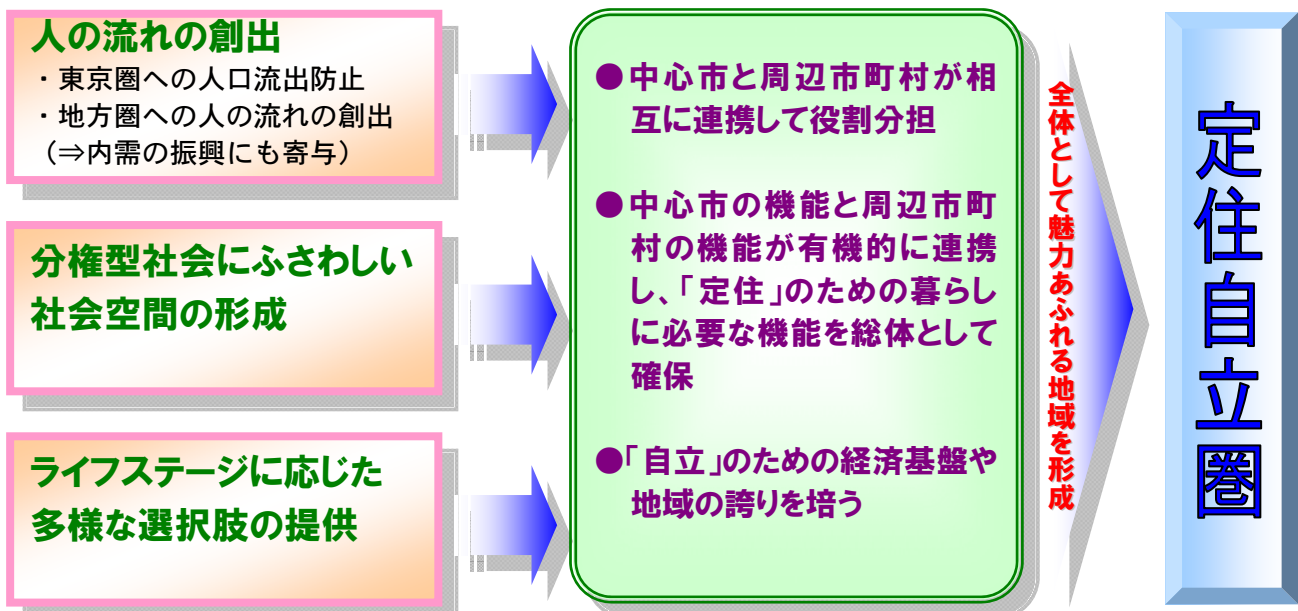 人の流れの創出
・東京圏への人口流出防止
・地方圏への人の流れの創出
（⇒内需の振興にも寄与）
分権型社会にふさわしい
社会空間の形成
ライフステージに応じた
多様な選択肢の提供
●中心市と周辺市町村が相
互に連携して役割分担
●中心市の機能と周辺市町
村の機能が有機的に連携
し、「定住」のための暮らし
に必要な機能を総体として
確保
●「自立」のための経済基盤や
地域の誇りを培う
全体として魅力あふれる地域を形成
定住自立圏